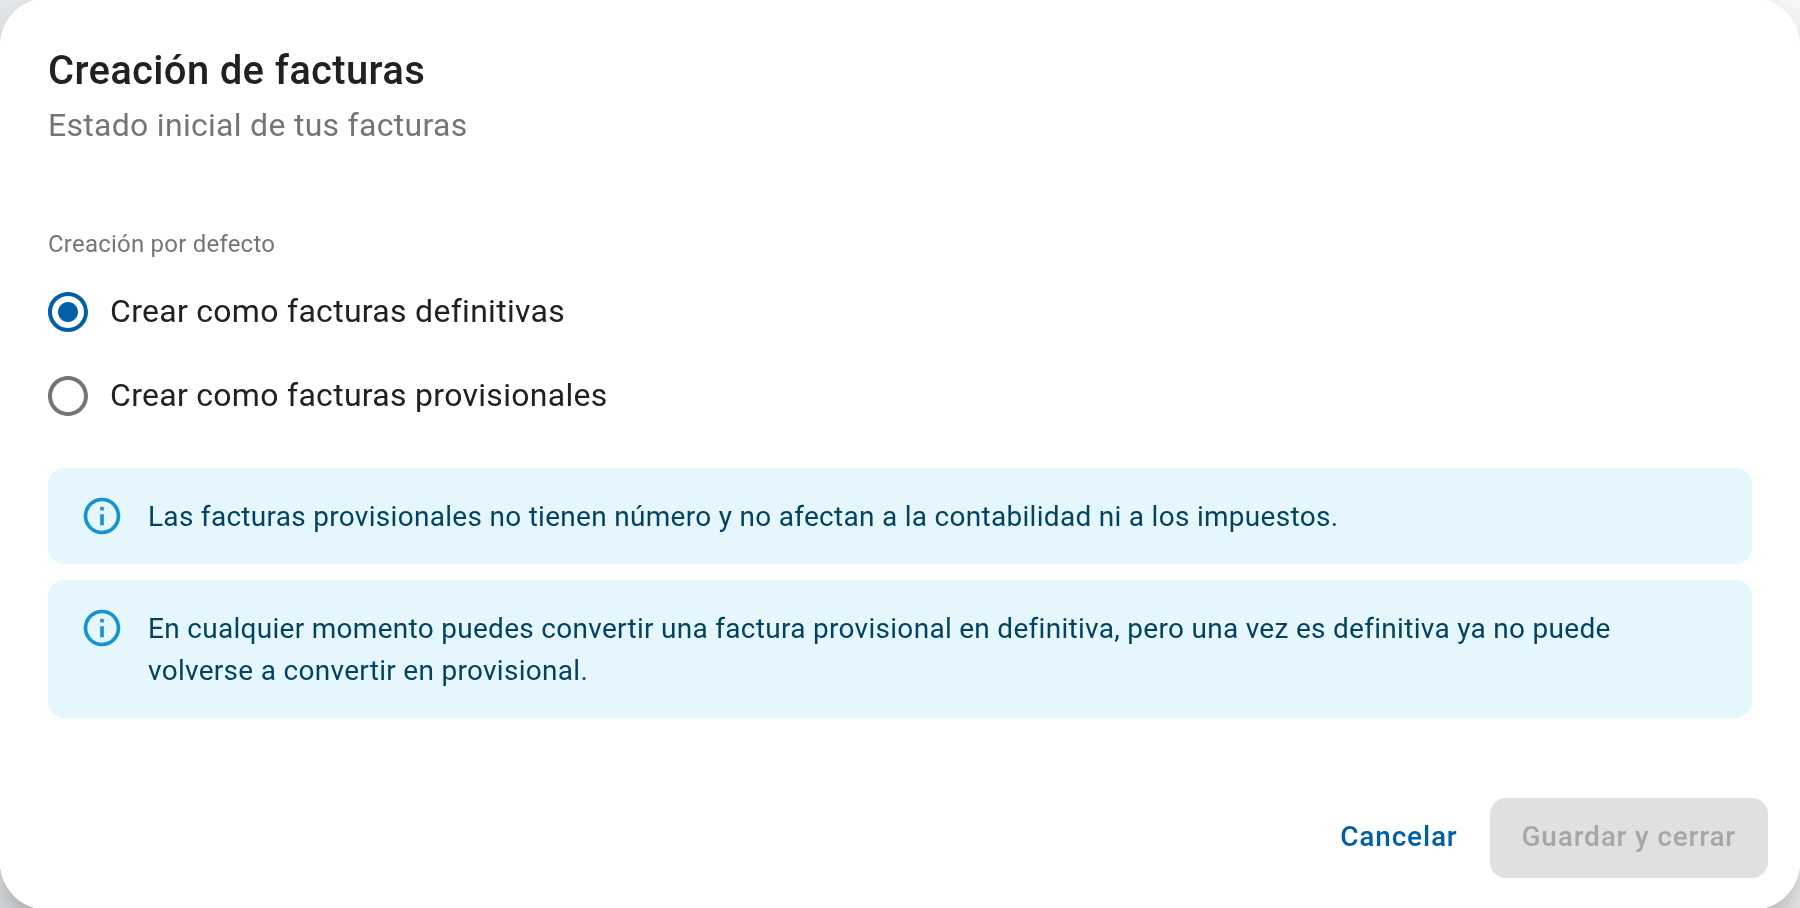 Creación de facturas
Estado inicial de tus facturas
Creación por defecto
Crear como facturas definitivas
Crear como facturas provisionales
Las facturas provisionales no tienen número y no afectan a la contabilidad ni a los impuestos.
En cualquier momento puedes convertir una factura provisional en definitiva, pero una vez es definitiva ya no puede
volverse a convertir en provisional.
Cancelar
Guardar y cerrar